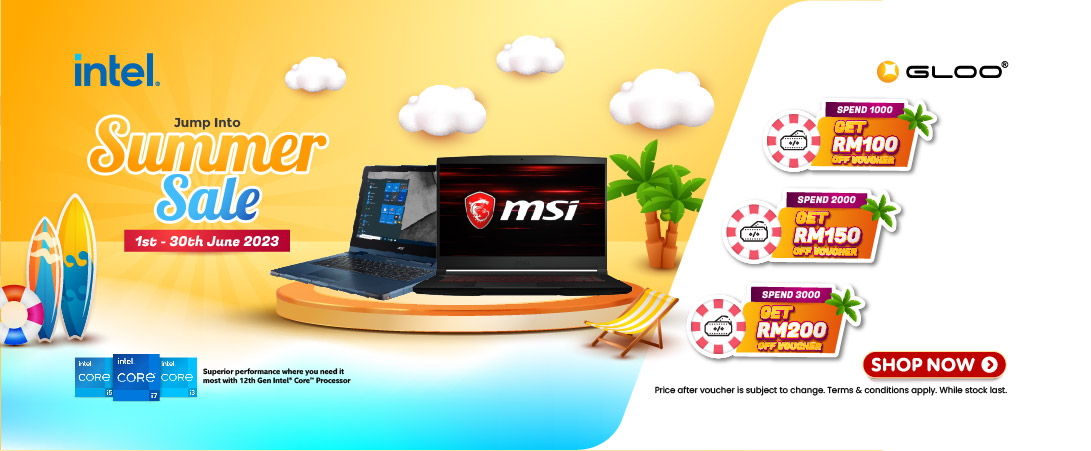 intel.
Jump Into
Summer
Sale
1st - 30th June 2023
msi
intel
CORE
i5
intel
CORE
i7
intel
CORE
i3
Superior performance where you need it
most with 12th Gen Intel® Core™ Processor
GLOO®
SPEND 1000
GET
RM100
OFF VOUCHER
SPEND 2000
GET
RM150
OFF VOUCHER
SPEND 3000
GET
RM200
OFF VOUCHER
SHOP NOW
Price after voucher is subject to change. Terms & conditions apply. While stock last.